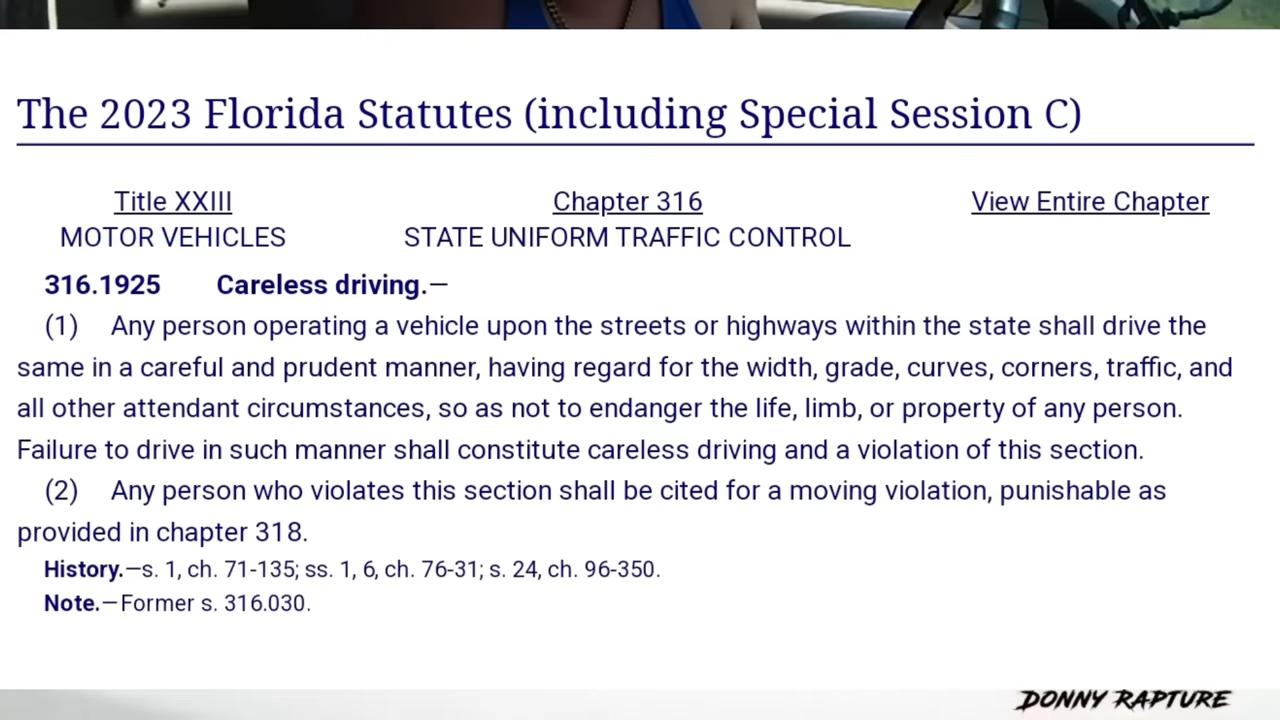 The 2023 Florida Statutes (including Special Session C)
Title XXIII Chapter 316 View Entire Chapter
MOTOR VEHICLES STATE UNIFORM TRAFFIC CONTROL
316.1925 Careless driving.—
(1) Any person operating a vehicle upon the streets or highways within the state shall drive the
same in a careful and prudent manner, having regard for the width, grade, curves, corners, traffic, and
all other attendant circumstances, so as not to endanger the life, limb, or property of any person.
Failure to drive in such manner shall constitute careless driving and a violation of this section.
(2) Any person who violates this section shall be cited for a moving violation, punishable as
provided in chapter 318.
History.—s. 1, ch. 71-135; ss. 1, 6, ch. 76-31; s. 24, ch. 96-350.
Note.—Former s. 316.030.
DONNY RAPTURE